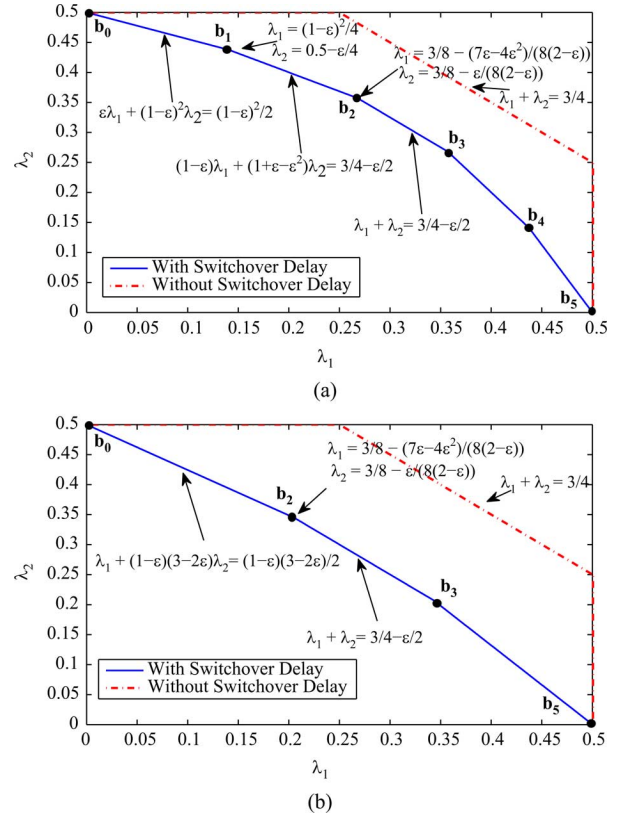 0.5
0.45
0.4
0.35
0.3
0.25
0.2
0.15
0.1
0.05
0
λ₂
b₀
b₁
λ₁ = (1−ε)²/4
λ₂ = 0.5−ε/4
λ₁ = 3/8 − (7ε−4ε²)/(8(2−ε))
λ₂ = 3/8 − ε/(8(2−ε))
λ₁ + λ₂ = 3/4
b₂
ελ₁ + (1−ε)²λ₂= (1−ε)²/2
b₃
(1−ε)λ₁ + (1+ε−ε²)λ₂= 3/4−ε/2
b₄
λ₁ + λ₂= 3/4−ε/2
With Switchover Delay
Without Switchover Delay
b₅
0 0.05 0.1 0.15 0.2 0.25 0.3 0.35 0.4 0.45 0.5
λ₁
(a)
0.5
0.45
0.4
0.35
0.3
0.25
0.2
0.15
0.1
0.05
0
λ₂
b₀
λ₁ = 3/8 − (7ε−4ε²)/(8(2−ε))
λ₂ = 3/8 − ε/(8(2−ε))
b₂
λ₁ + λ₂ = 3/4
λ₁ + (1−ε)(3−2ε)λ₂= (1−ε)(3−2ε)/2
b₃
λ₁ + λ₂= 3/4−ε/2
With Switchover Delay
Without Switchover Delay
b₅
0 0.05 0.1 0.15 0.2 0.25 0.3 0.35 0.4 0.45 0.5
λ₁
(b)